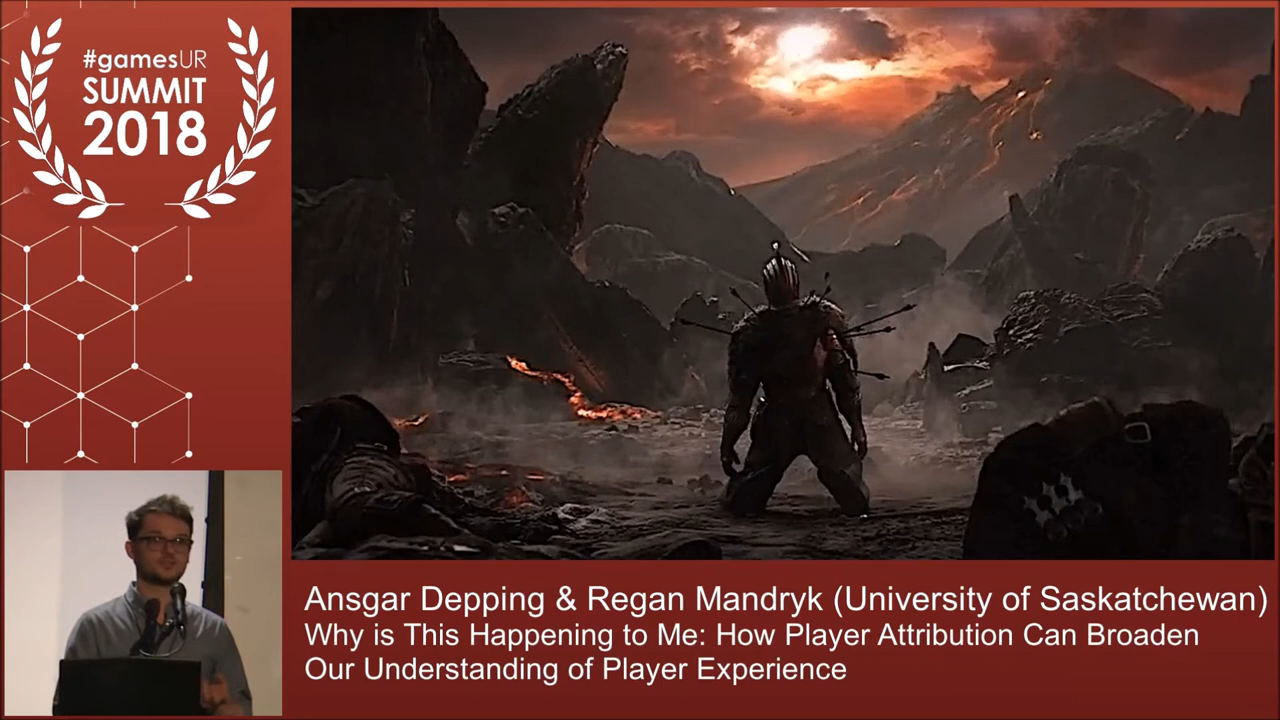 #gamesUR
SUMMIT
2018
Ansgar Depping & Regan Mandryk (University of Saskatchewan)
Why is This Happening to Me: How Player Attribution Can Broaden
Our Understanding of Player Experience